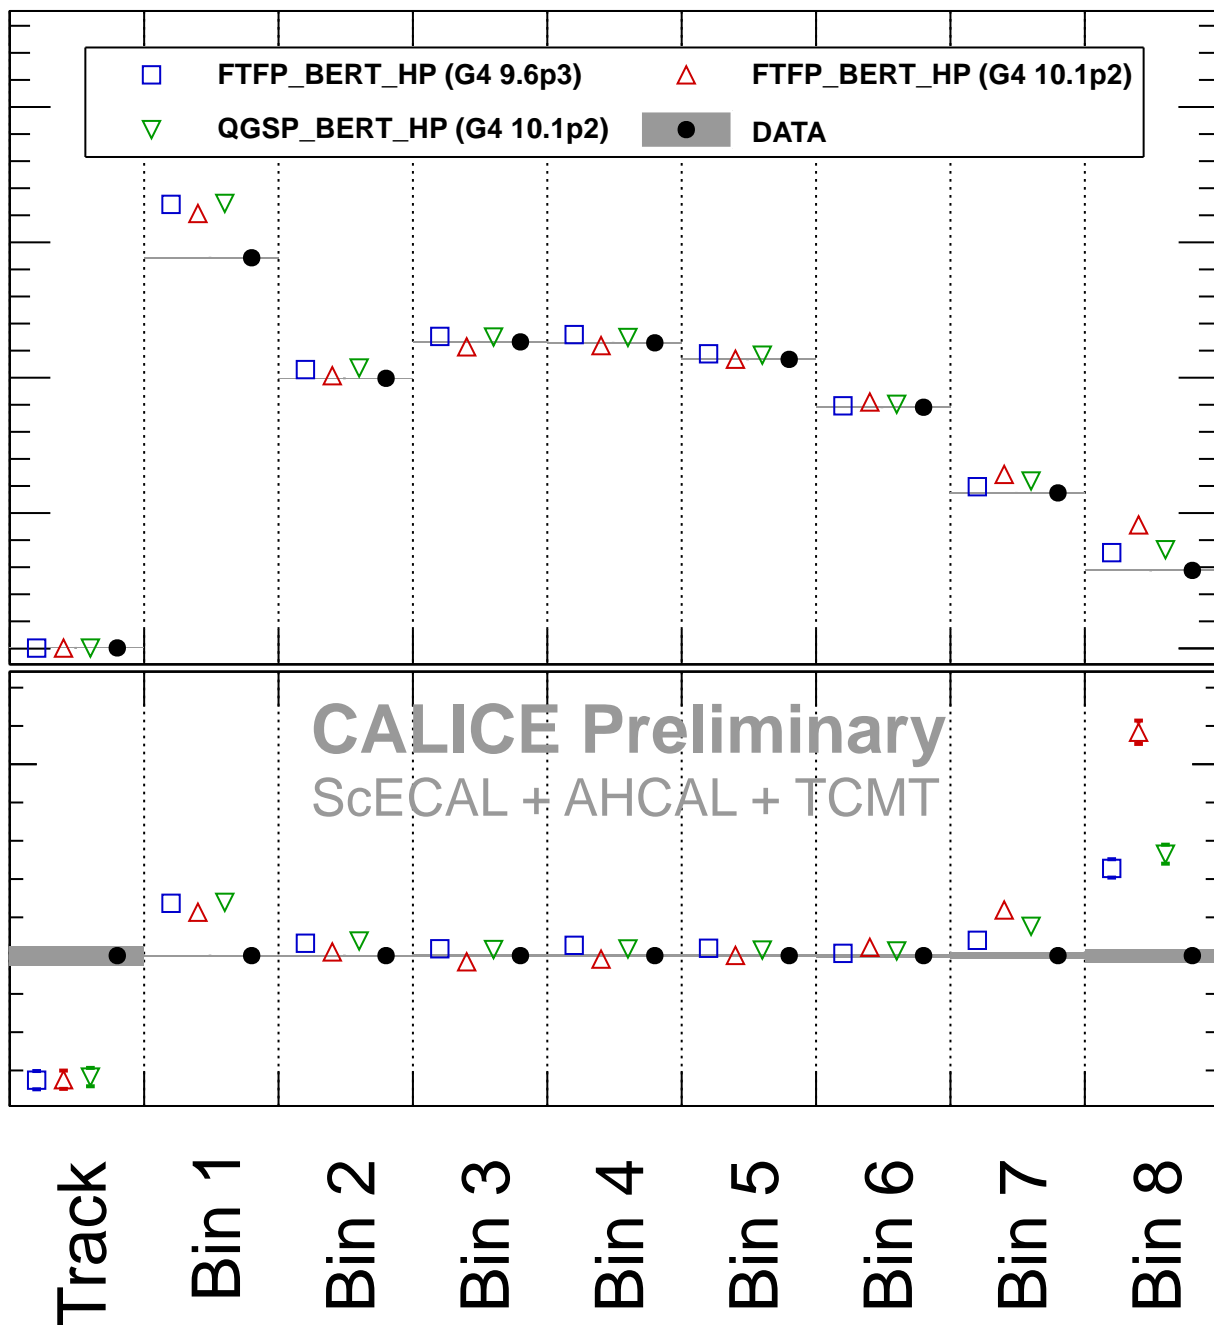 FTFP_BERT_HP (G4 9.6p3)
FTFP_BERT_HP (G4 10.1p2)
QGSP_BERT_HP (G4 10.1p2)
DATA
CALICE Preliminary
ScECAL + AHCAL + TCMT
Track
Bin 1
Bin 2
Bin 3
Bin 4
Bin 5
Bin 6
Bin 7
Bin 8